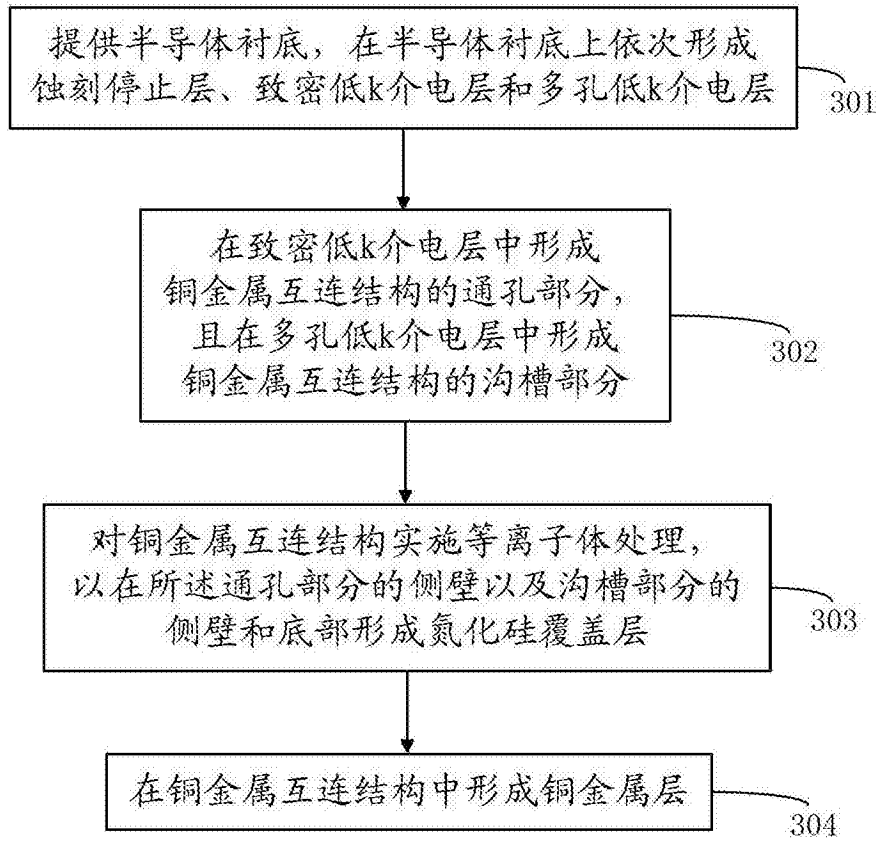 提供半导体衬底，在半导体衬底上依次形成
蚀刻停止层、致密低k介电层和多孔低k介电层
301
在致密低k介电层中形成
铜金属互连结构的通孔部分，
且在多孔低k介电层中形成
铜金属互连结构的沟槽部分
302
对铜金属互连结构实施等离子体处理，
以在所述通孔部分的侧壁以及沟槽部分的
侧壁和底部形成氮化硅覆盖层
303
在铜金属互连结构中形成铜金属层
304